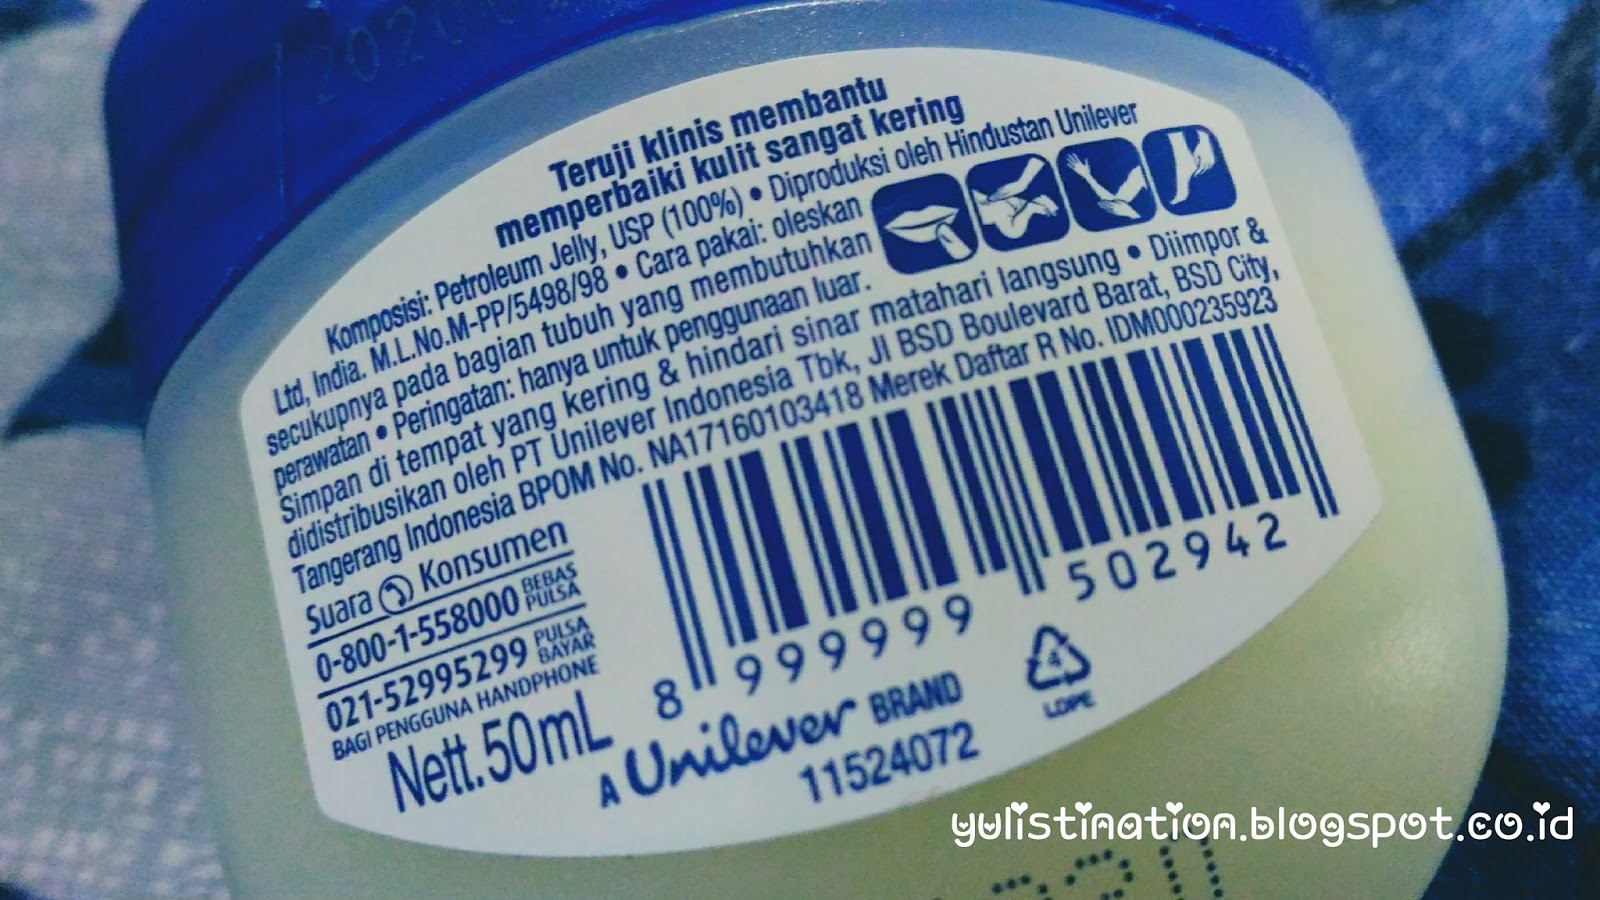 Teruji klinis membantu
memperbaiki kulit sangat kering
Komposisi: Petroleum Jelly, USP (100%) • Diproduksi oleh Hindustan Unilever
Ltd, India. M.L.No.M-PP/5498/98 • Cara pakai: oleskan
secukupnya pada bagian tubuh yang membutuhkan
perawatan • Peringatan: hanya untuk penggunaan luar.
Simpan di tempat yang kering & hindari sinar matahari langsung • Diimpor &
didistribusikan oleh PT Unilever Indonesia Tbk, Jl BSD Boulevard Barat, BSD City,
Tangerang Indonesia BPOM No. NA17160103418 Merek Daftar R No. IDM000235923
Suara Konsumen
0-800-1-558000 BEBAS PULSA
021-52995299 PULSA BAYAR
BAGI PENGGUNA HANDPHONE
Nett.50mL
8 999999 502942
A Unilever BRAND
11524072
4
LDPE
yulistination.blogspot.co.id